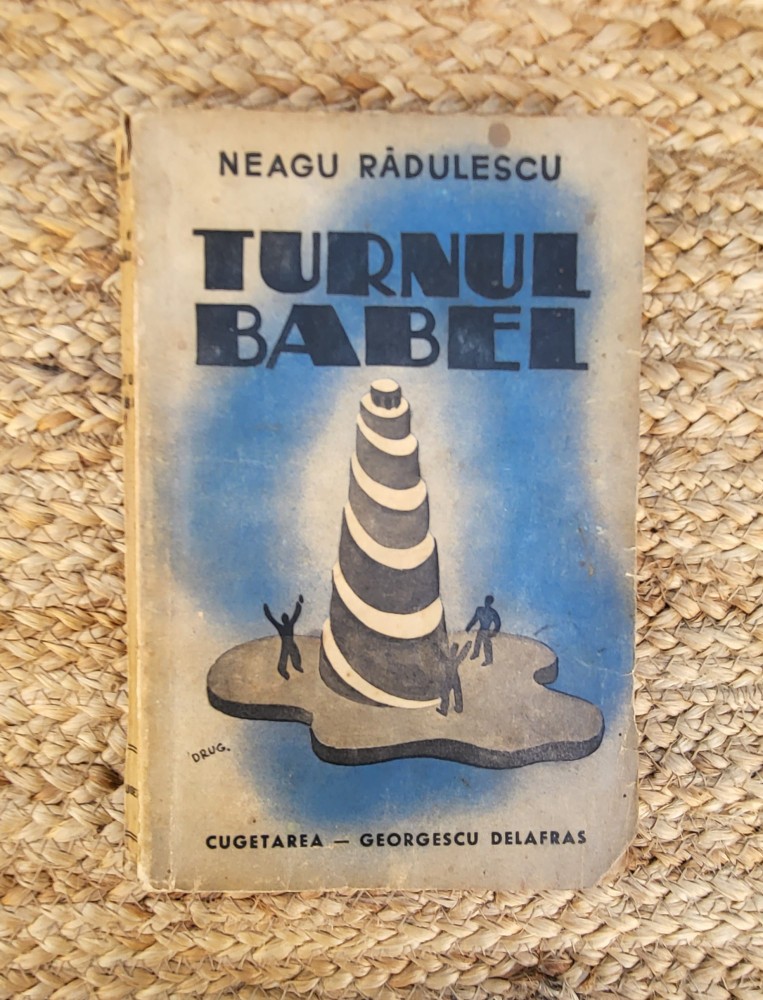 NEAGU RĂDULESCU
TURNUL
BABEL
DRUG.
CUGETAREA — GEORGESCU DELAFRAS